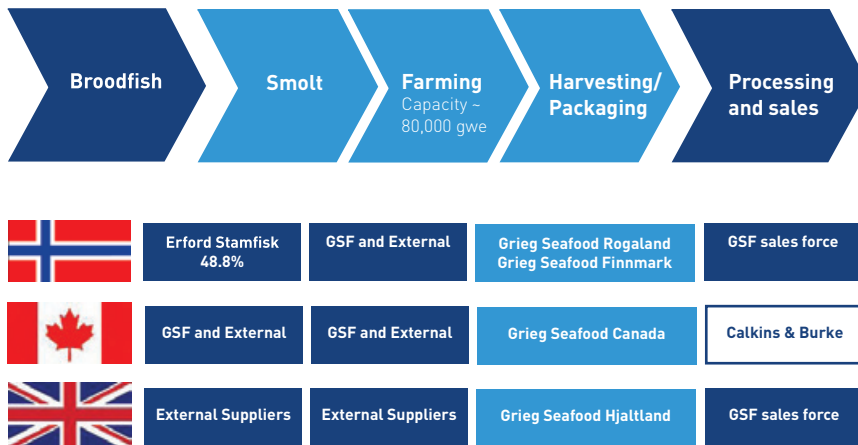 Broodfish
Smolt
Farming
Capacity ~
80,000 gwe
Harvesting/
Packaging
Processing
and sales
Erford Stamfisk
48.8%
GSF and External
Grieg Seafood Rogaland
Grieg Seafood Finnmark
GSF sales force
GSF and External
GSF and External
Grieg Seafood Canada
Calkins & Burke
External Suppliers
External Suppliers
Grieg Seafood Hjaltland
GSF sales force